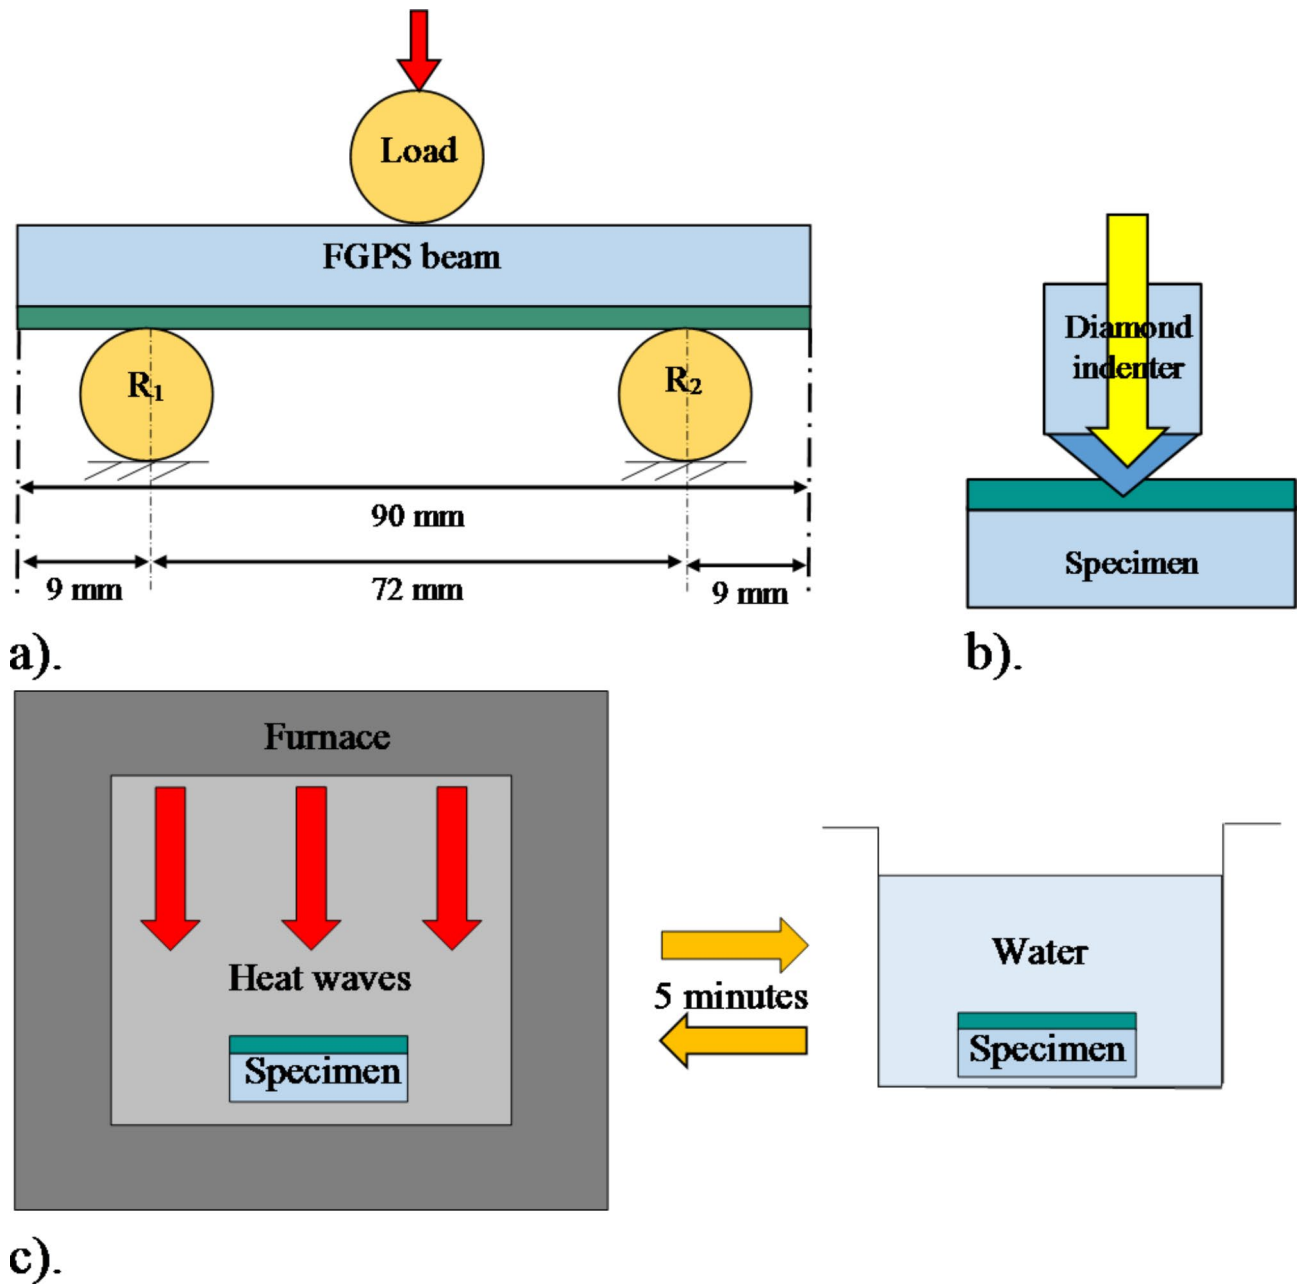 Load
FGPS beam
R1
R2
90 mm
9 mm
72 mm
9 mm
a).
Diamond
indenter
Specimen
b).
Furnace
Heat waves
Specimen
5 minutes
Water
Specimen
c).